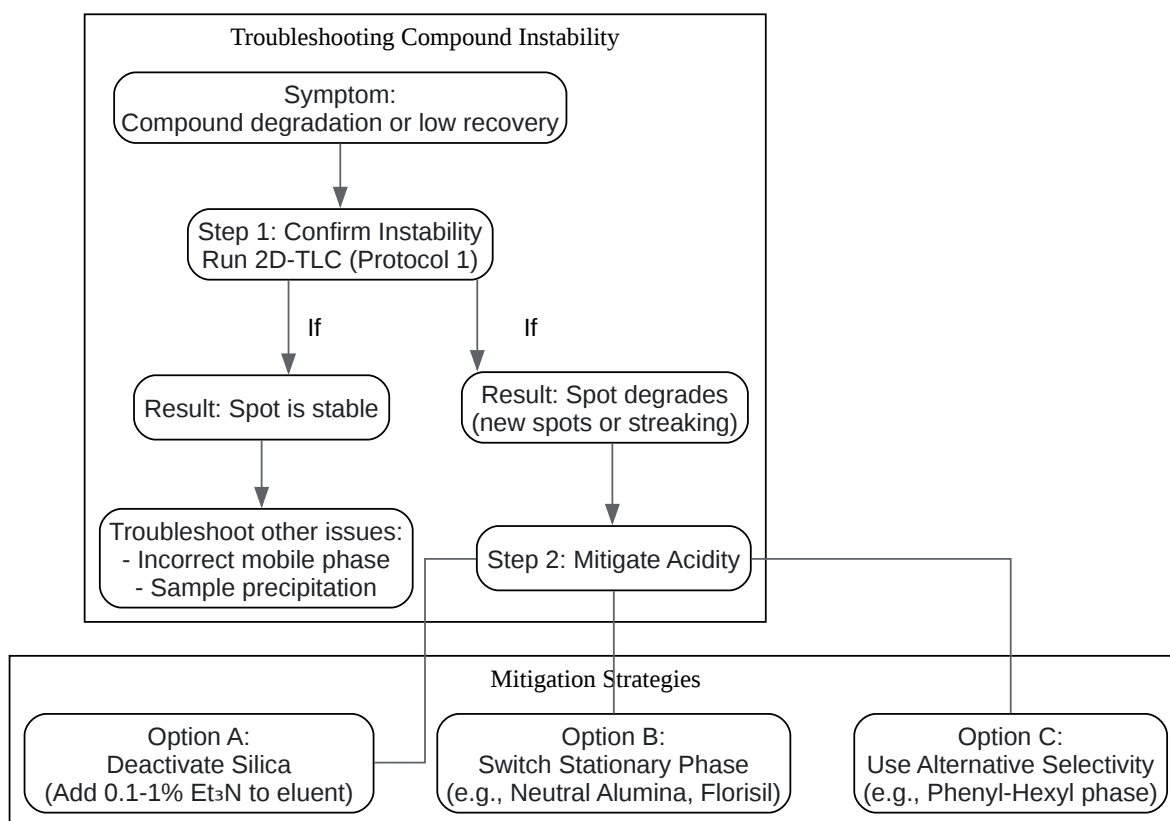 Troubleshooting Compound Instability
Symptom:
Compound degradation or low recovery
Step 1: Confirm Instability
Run 2D-TLC (Protocol 1)
If
If
Result: Spot is stable
Result: Spot degrades
(new spots or streaking)
Troubleshoot other issues:
- Incorrect mobile phase
- Sample precipitation
Step 2: Mitigate Acidity
Mitigation Strategies
Option A:
Deactivate Silica
(Add 0.1-1% Et₃N to eluent)
Option B:
Switch Stationary Phase
(e.g., Neutral Alumina, Florisil)
Option C:
Use Alternative Selectivity
(e.g., Phenyl-Hexyl phase)